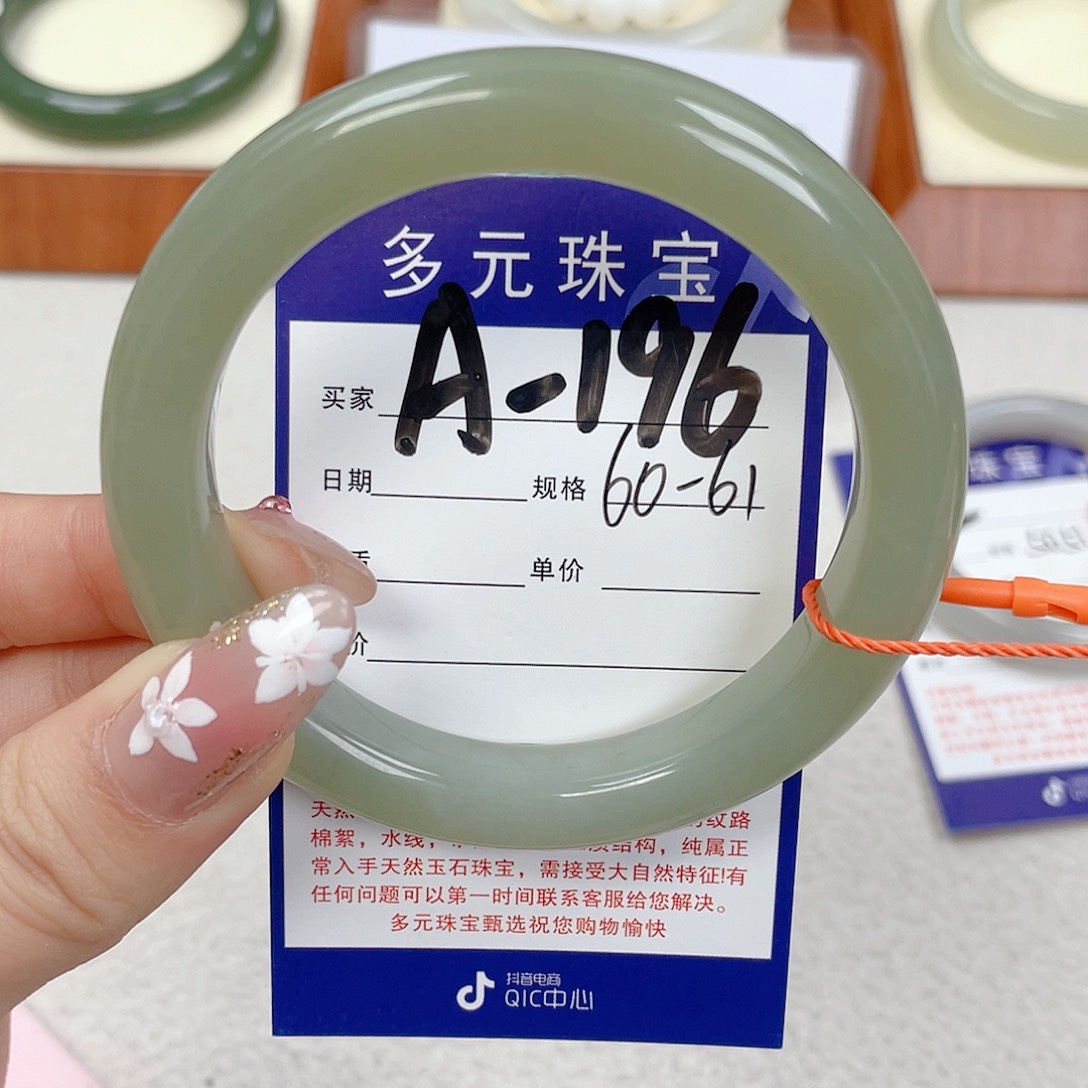 多元珠宝
A-196
买家
日期 规格 60-61
单价
价
天然
纹路
棉絮，水线，
结构，纯属正
常入手天然玉石珠宝，需接受大自然特征!有
任何问题可以第一时间联系客服给您解决。
多元珠宝甄选祝您购物愉快
抖音电商
QIC中心
珠宝